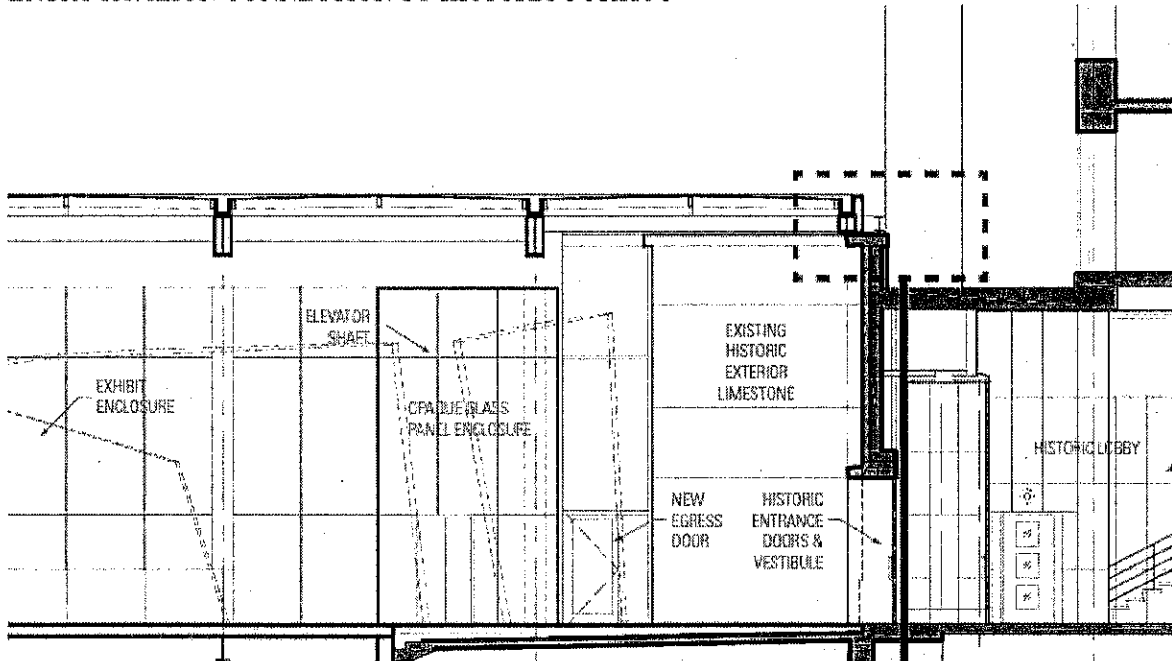 ELEVATOR
SHAFT
EXHIBIT
ENCLOSURE
OPAQUE GLASS
PANEL ENCLOSURE
EXISTING
HISTORIC
EXTERIOR
LIMESTONE
HISTORIC LOBBY
NEW
EGRESS
DOOR
HISTORIC
ENTRANCE
DOORS &
VESTIBULE